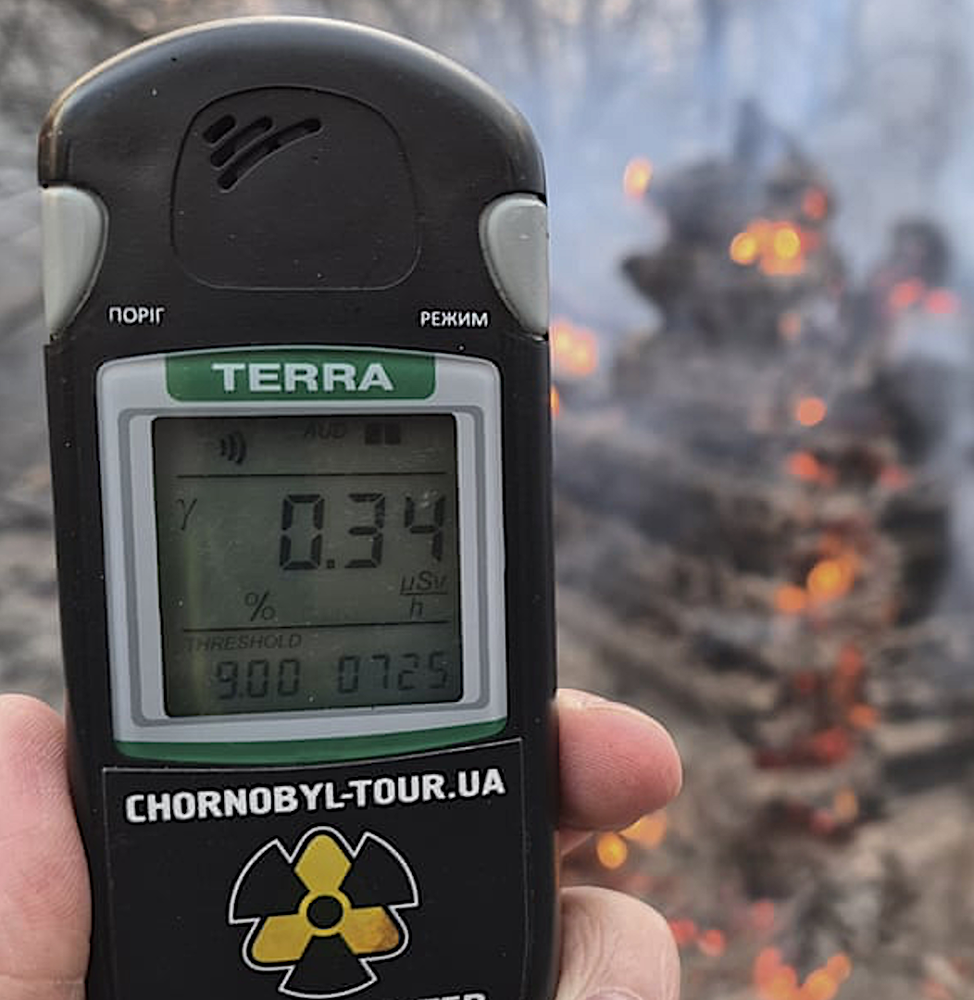 ПОРІГ РЕЖИМ
TERRA
AUD
γ 0.34
% µSv/h
THRESHOLD
9.00 0725
CHORNOBYL-TOUR.UA